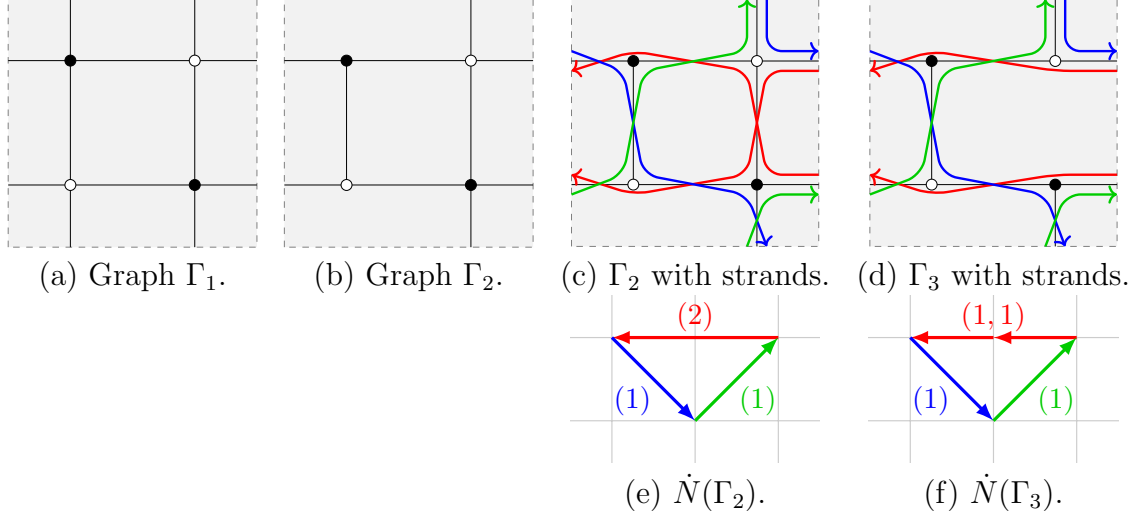 (a) Graph Γ₁.
(b) Graph Γ₂.
(c) Γ₂ with strands.
(d) Γ₃ with strands.
(2)
(1)
(1)
(e) Ṅ(Γ₂).
(1, 1)
(1)
(1)
(f) Ṅ(Γ₃).